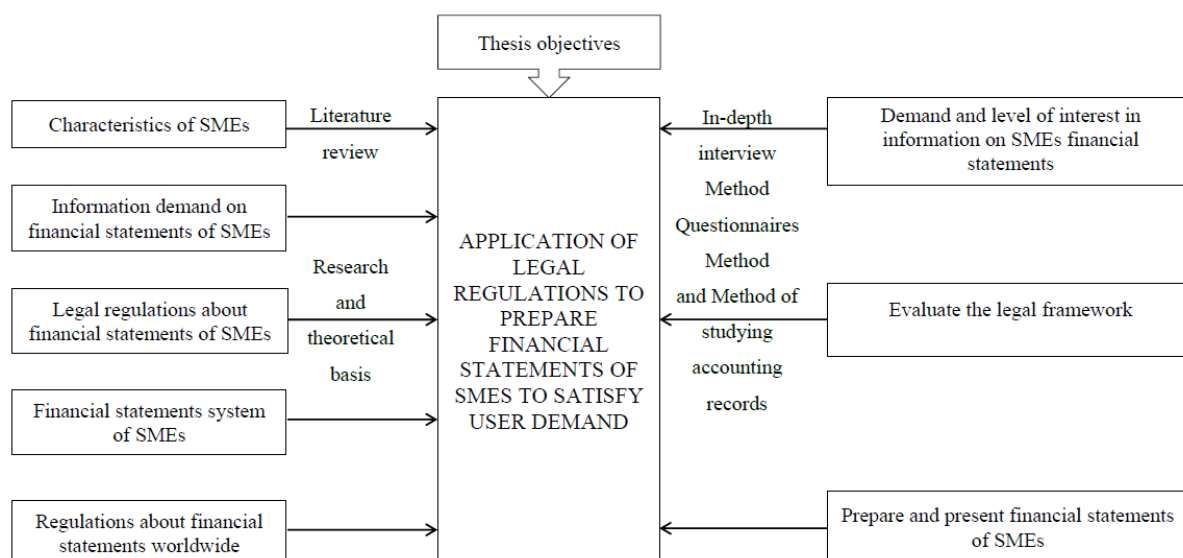 Thesis objectives
Characteristics of SMEs
Information demand on
financial statements of SMEs
Legal regulations about
financial statements of SMEs
Financial statements system
of SMEs
Regulations about financial
statements worldwide
Literature
review
Research
and
theoretical
basis
APPLICATION OF
LEGAL
REGULATIONS TO
PREPARE
FINANCIAL
STATEMENTS OF
SMES TO SATISFY
USER DEMAND
In-depth
interview
Method
Questionnaires
Method
and Method of
studying
accounting
records
Demand and level of interest in
information on SMEs financial
statements
Evaluate the legal framework
Prepare and present financial statements
of SMEs